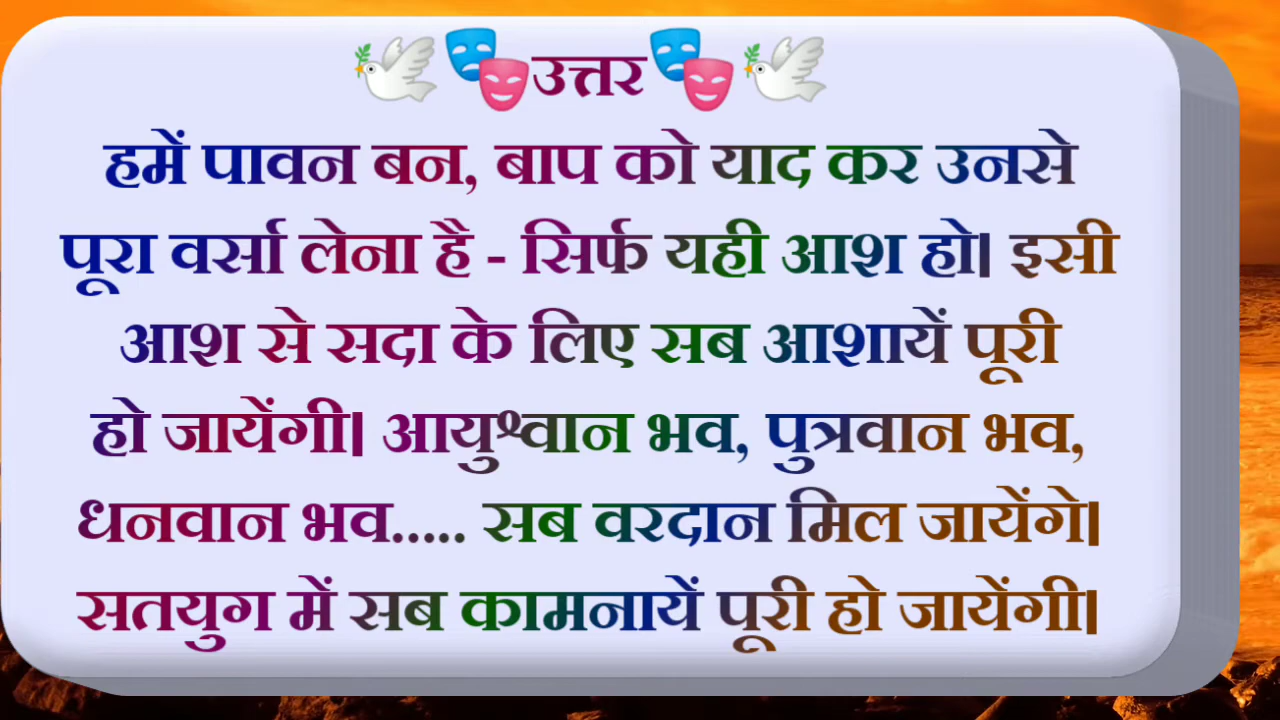 🕊️🎭उत्तर🎭🕊️
हमें पावन बन, बाप को याद कर उनसे
पूरा वर्सा लेना है - सिर्फ यही आश हो। इसी
आश से सदा के लिए सब आशायें पूरी
हो जायेंगी। आयुश्वान भव, पुत्रवान भव,
धनवान भव..... सब वरदान मिल जायेंगे।
सतयुग में सब कामनायें पूरी हो जायेंगी।